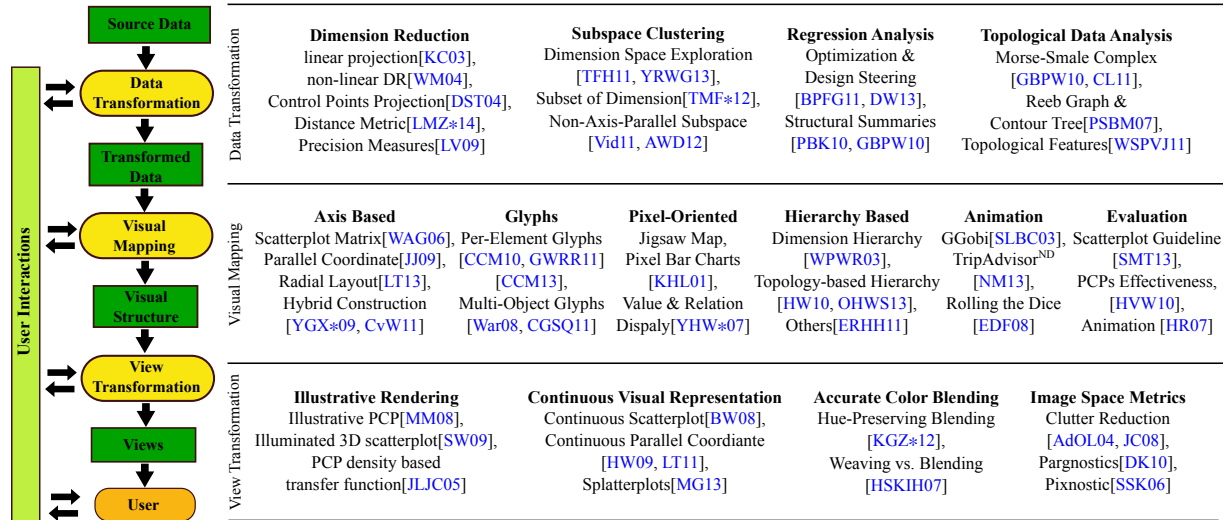 User Interactions
Source Data
Data
Transformation
Transformed
Data
Visual
Mapping
Visual
Structure
View
Transformation
Views
User
Data Transformation
Dimension Reduction
linear projection[KC03],
non-linear DR[WM04]
Control Points Projection[DST04],
Distance Metric[LMZ*14],
Precision Measures[LV09]
Subspace Clustering
Dimension Space Exploration
[TFH11, YRWG13],
Subset of Dimension[TMF*12],
Non-Axis-Parallel Subspace
[Vid11, AWD12]
Regression Analysis
Optimization &
Design Steering
[BPFG11, DW13],
Structural Summaries
[PBK10, GBPW10]
Topological Data Analysis
Morse-Smale Complex
[GBPW10, CL11],
Reeb Graph &
Contour Tree[PSBM07],
Topological Features[WSPVJ11]
Visual Mapping
Axis Based
Scatterplot Matrix[WAG06],
Parallel Coordinate[JJ09],
Radial Layout[LT13],
Hybrid Construction
[YGX*09, CvW11]
Glyphs
Per-Element Glyphs
[CCM10, GWRR11]
[CCM13],
Multi-Object Glyphs
[War08, CGSQ11]
Pixel-Oriented
Jigsaw Map,
Pixel Bar Charts
[KHL01],
Value & Relation
Dispaly[YHW*07]
Hierarchy Based
Dimension Hierarchy
[WPWR03],
Topology-based Hierarchy
[HW10, OHWS13],
Others[ERHH11]
Animation
GGobi[SLBC03],
TripAdvisorND
[NM13],
Rolling the Dice
[EDF08]
Evaluation
Scatterplot Guideline
[SMT13],
PCPs Effectiveness,
[HVW10],
Animation [HR07]
View Transformation
Illustrative Rendering
Illustrative PCP[MM08],
Illuminated 3D scatterplot[SW09],
PCP density based
transfer function[JLJC05]
Continuous Visual Representation
Continuous Scatterplot[BW08],
Continuous Parallel Coordiante
[HW09, LT11],
Splatterplots[MG13]
Accurate Color Blending
Hue-Preserving Blending
[KGZ*12],
Weaving vs. Blending
[HSKIH07]
Image Space Metrics
Clutter Reduction
[AdOL04, JC08],
Pargnostics[DK10],
Pixnostic[SSK06]